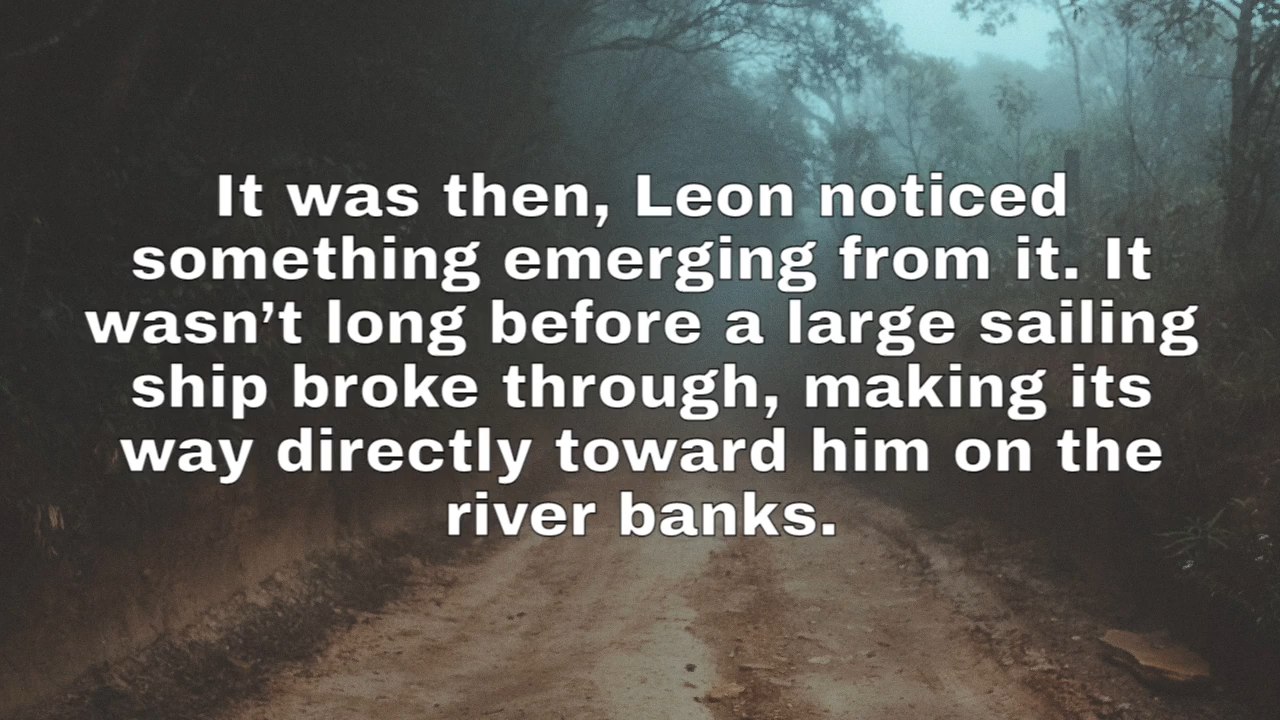 It was then, Leon noticed
something emerging from it. It
wasn’t long before a large sailing
ship broke through, making its
way directly toward him on the
river banks.